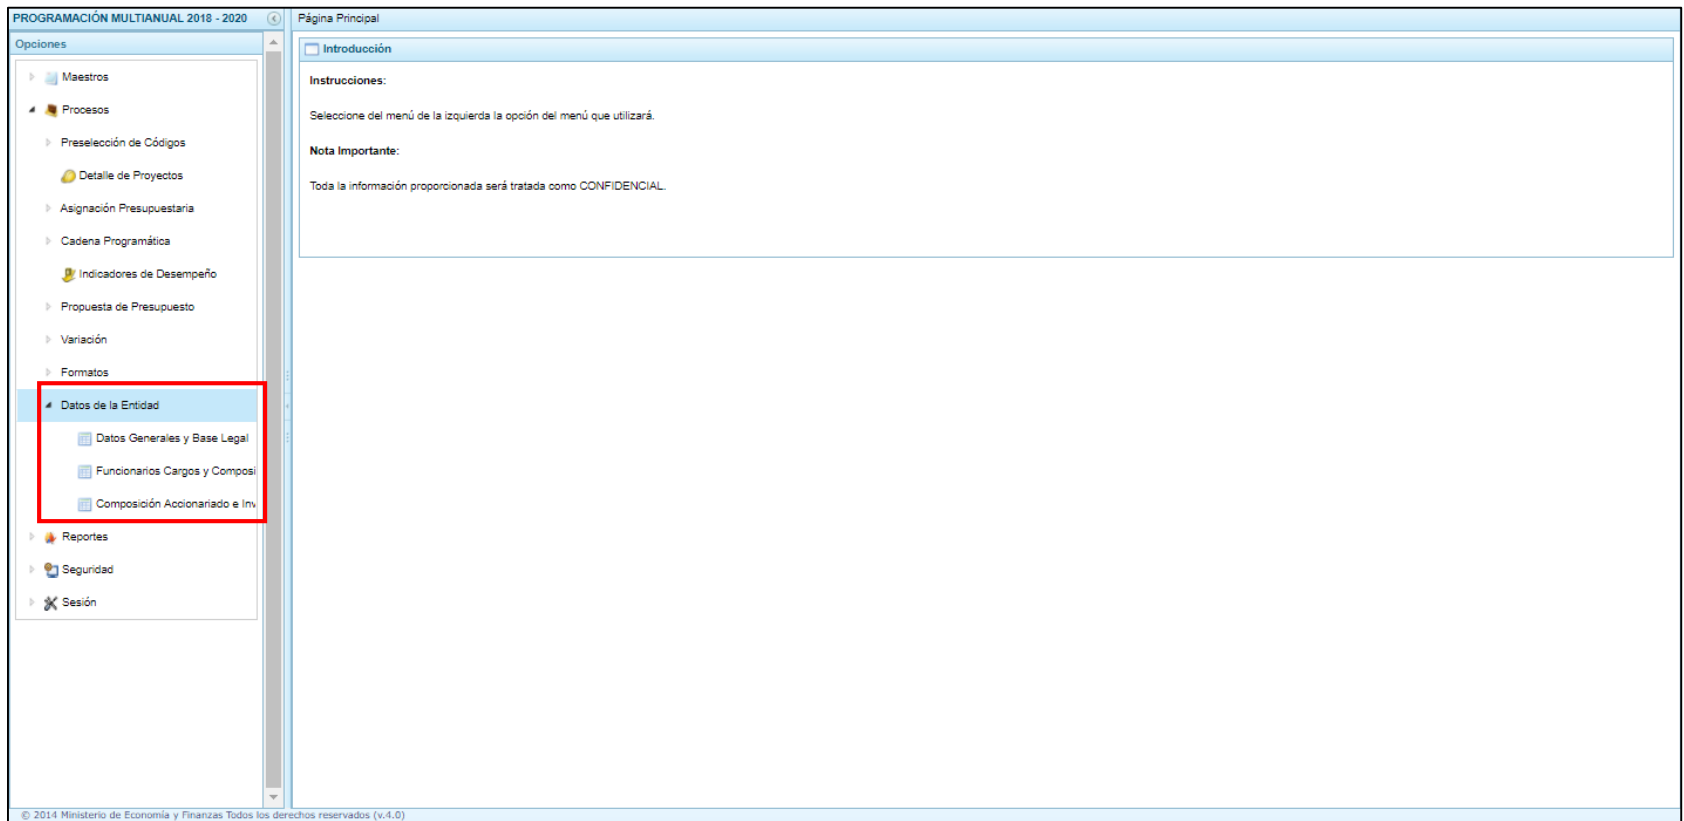 PROGRAMACIÓN MULTIANUAL 2018 - 2020
Opciones
Maestros
Procesos
Preselección de Códigos
Detalle de Proyectos
Asignación Presupuestaria
Cadena Programática
Indicadores de Desempeño
Propuesta de Presupuesto
Variación
Formatos
Datos de la Entidad
Datos Generales y Base Legal
Funcionarios Cargos y Composi
Composición Accionariado e Inv
Reportes
Seguridad
Sesión
Página Principal
Introducción
Instrucciones:
Seleccione del menú de la izquierda la opción del menú que utilizará.
Nota Importante:
Toda la información proporcionada será tratada como CONFIDENCIAL.
© 2014 Ministerio de Economía y Finanzas Todos los derechos reservados (v.4.0)